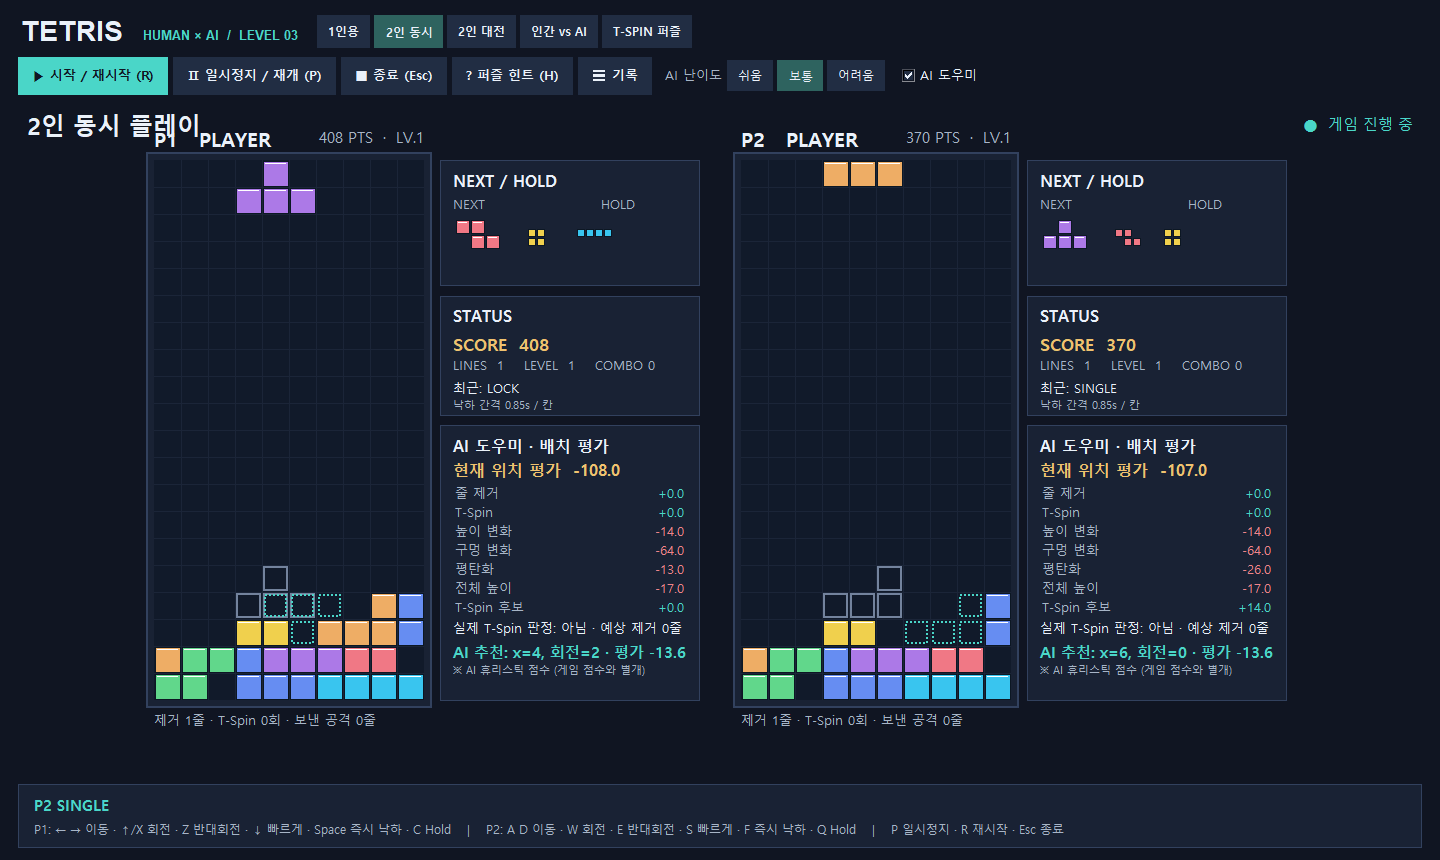 TETRIS HUMAN × AI / LEVEL 03 1인용 2인 동시 2인 대전 인간 vs AI T-SPIN 퍼즐
▶ 시작 / 재시작 (R) Ⅱ 일시정지 / 재개 (P) ■ 종료 (Esc) ? 퍼즐 힌트 (H) ☰ 기록 AI 난이도 쉬움 보통 어려움 AI 도우미
2인 동시 플레이 ● 게임 진행 중
P1 PLAYER 408 PTS · LV.1
NEXT / HOLD
NEXT HOLD
STATUS
SCORE 408
LINES 1 LEVEL 1 COMBO 0
최근: LOCK
낙하 간격 0.85s / 칸
AI 도우미 · 배치 평가
현재 위치 평가 -108.0
줄 제거 +0.0
T-Spin +0.0
높이 변화 -14.0
구멍 변화 -64.0
평탄화 -13.0
전체 높이 -17.0
T-Spin 후보 +0.0
실제 T-Spin 판정: 아님 · 예상 제거 0줄
AI 추천: x=4, 회전=2 · 평가 -13.6
※ AI 휴리스틱 점수 (게임 점수와 별개)
제거 1줄 · T-Spin 0회 · 보낸 공격 0줄
P2 PLAYER 370 PTS · LV.1
NEXT / HOLD
NEXT HOLD
STATUS
SCORE 370
LINES 1 LEVEL 1 COMBO 0
최근: SINGLE
낙하 간격 0.85s / 칸
AI 도우미 · 배치 평가
현재 위치 평가 -107.0
줄 제거 +0.0
T-Spin +0.0
높이 변화 -14.0
구멍 변화 -64.0
평탄화 -26.0
전체 높이 -17.0
T-Spin 후보 +14.0
실제 T-Spin 판정: 아님 · 예상 제거 0줄
AI 추천: x=6, 회전=0 · 평가 -13.6
※ AI 휴리스틱 점수 (게임 점수와 별개)
제거 1줄 · T-Spin 0회 · 보낸 공격 0줄
P2 SINGLE
P1: ← → 이동 · ↑/X 회전 · Z 반대회전 · ↓ 빠르게 · Space 즉시 낙하 · C Hold | P2: A D 이동 · W 회전 · E 반대회전 · S 빠르게 · F 즉시 낙하 · Q Hold | P 일시정지 · R 재시작 · Esc 종료